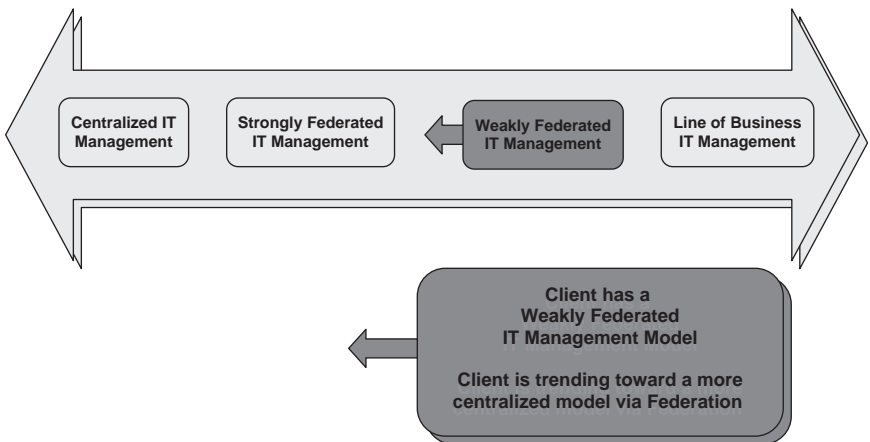 Centralized IT
Management
Strongly Federated
IT Management
Weakly Federated
IT Management
Line of Business
IT Management
Client has a
Weakly Federated
IT Management Model
Client is trending toward a more
centralized model via Federation